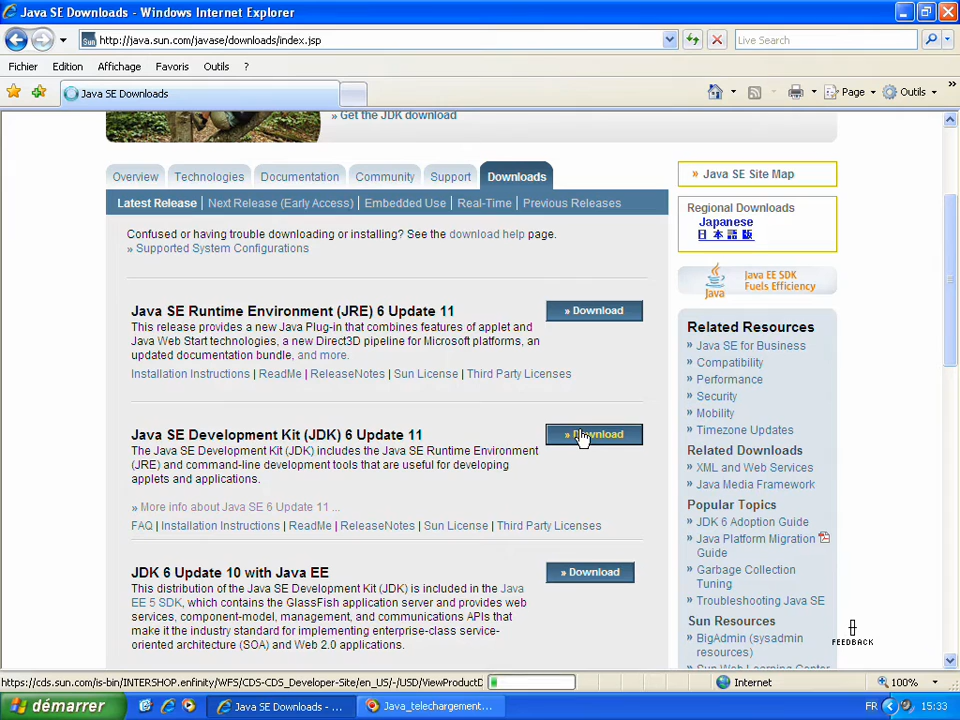 Java SE Downloads - Windows Internet Explorer
Sun http://java.sun.com/javase/downloads/index.jsp
Live Search
Fichier Edition Affichage Favoris Outils ?
Java SE Downloads
Page Outils »
» Get the JDK download
Overview Technologies Documentation Community Support Downloads
Latest Release | Next Release (Early Access) | Embedded Use | Real-Time | Previous Releases
Confused or having trouble downloading or installing? See the download help page.
» Supported System Configurations
Java SE Runtime Environment (JRE) 6 Update 11
» Download
This release provides a new Java Plug-in that combines features of applet and
Java Web Start technologies, a new Direct3D pipeline for Microsoft platforms, an
updated documentation bundle, and more.
Installation Instructions | ReadMe | ReleaseNotes | Sun License | Third Party Licenses
Java SE Development Kit (JDK) 6 Update 11
» Download
The Java SE Development Kit (JDK) includes the Java SE Runtime Environment
(JRE) and command-line development tools that are useful for developing
applets and applications.
» More info about Java SE 6 Update 11 ...
FAQ | Installation Instructions | ReadMe | ReleaseNotes | Sun License | Third Party Licenses
JDK 6 Update 10 with Java EE
» Download
This distribution of the Java SE Development Kit (JDK) is included in the Java
EE 5 SDK, which contains the GlassFish application server and provides web
services, component-model, management, and communications APIs that
make it the industry standard for implementing enterprise-class service-
oriented architecture (SOA) and Web 2.0 applications.
» Java SE Site Map
Regional Downloads
Japanese
日本語版
Java
Java EE SDK
Fuels Efficiency
Related Resources
» Java SE for Business
» Compatibility
» Performance
» Security
» Mobility
» Timezone Updates
Related Downloads
» XML and Web Services
» Java Media Framework
Popular Topics
» JDK 6 Adoption Guide
» Java Platform Migration
Guide
» Garbage Collection
Tuning
» Troubleshooting Java SE
Sun Resources
» BigAdmin (sysadmin
resources)
» Sun Web Learning Center
FEEDBACK
https://cds.sun.com/is-bin/INTERSHOP.enfinity/WFS/CDS-CDS_Developer-Site/en_US/-/USD/ViewProductD
Internet
100%
démarrer
Java SE Downloads - ...
Java_telechargement...
FR
15:33